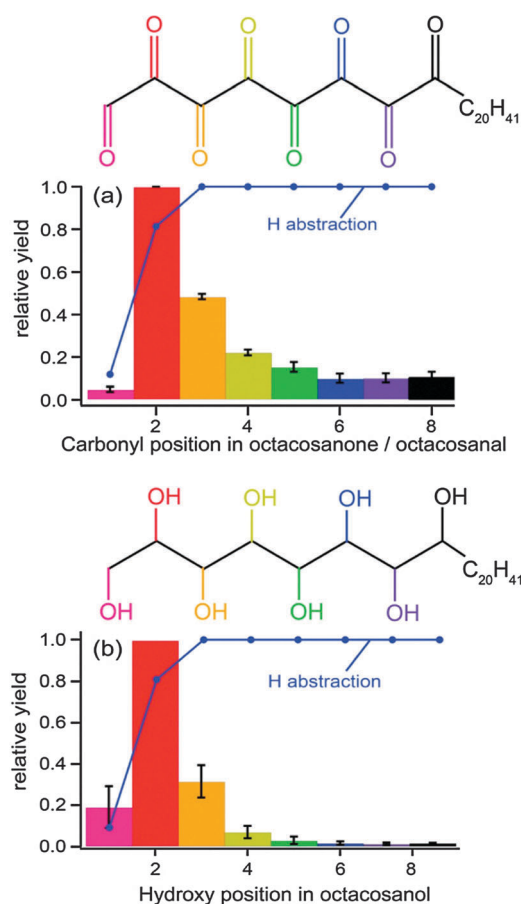 O O O O
C20H41
O O O O
(a)
H abstraction
relative yield
1.0
0.8
0.6
0.4
0.2
0.0
2 4 6 8
Carbonyl position in octacosanone / octacosanal
OH OH OH OH
C20H41
OH OH OH OH
(b)
H abstraction
relative yield
1.0
0.8
0.6
0.4
0.2
0.0
2 4 6 8
Hydroxy position in octacosanol